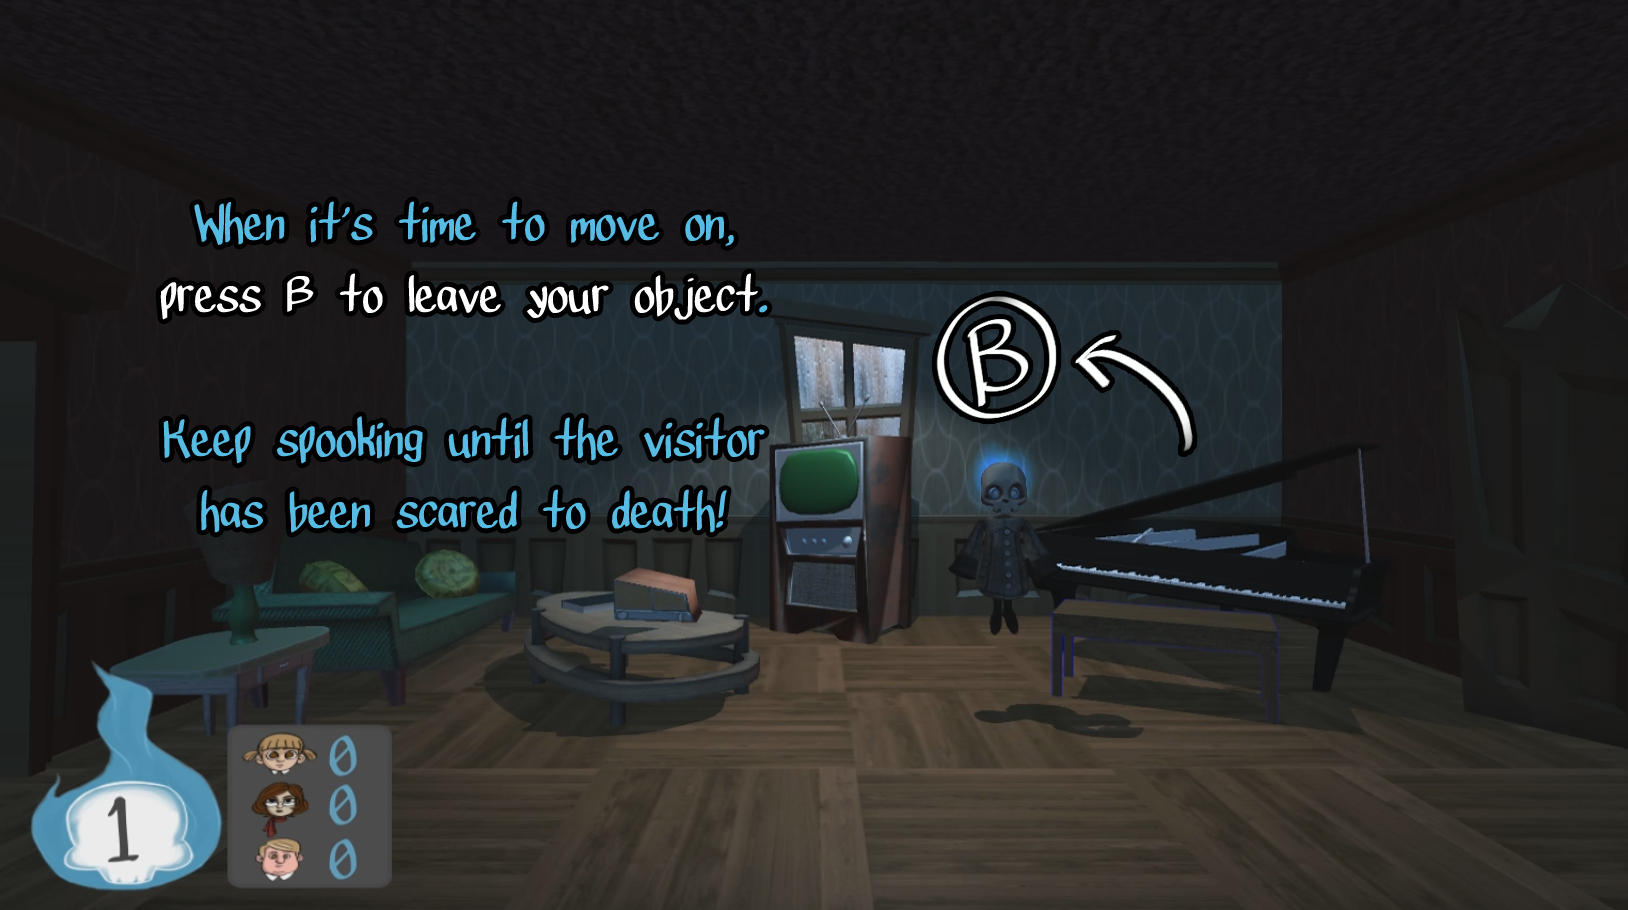 When it's time to move on,
press B to leave your object.
B
Keep spooking until the visitor
has been scared to death!
0
0
0
1